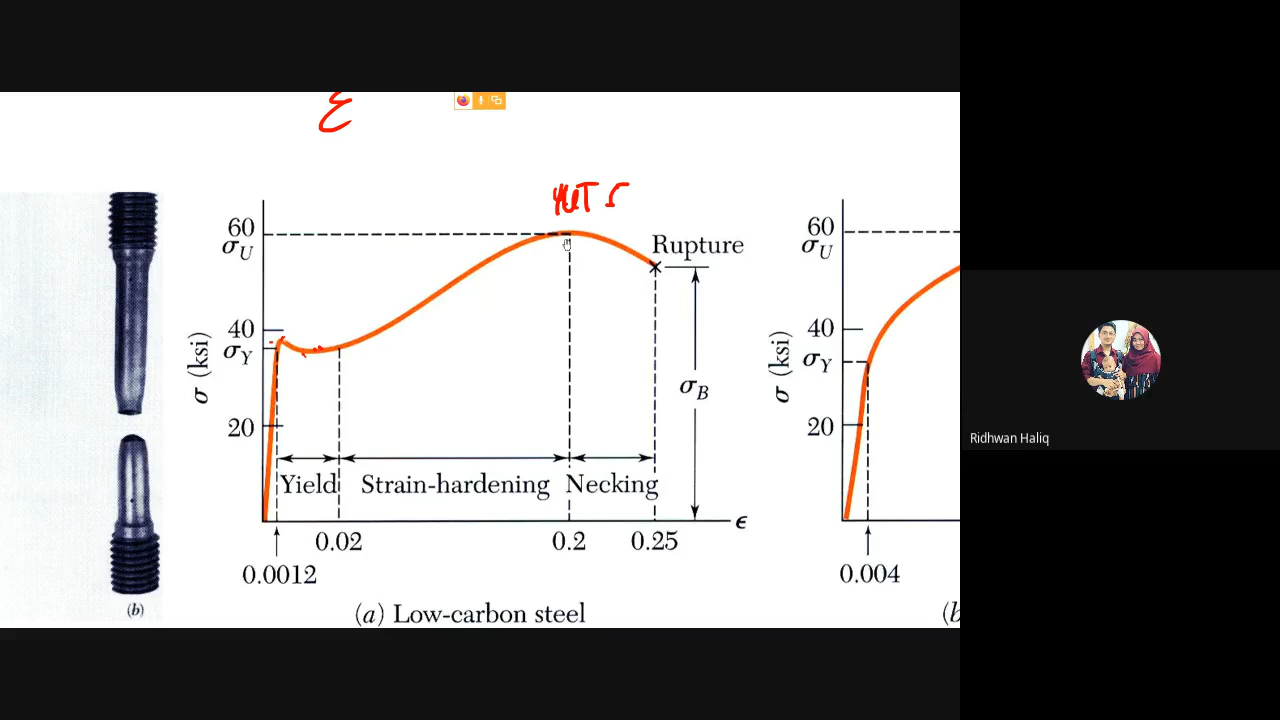 ε
UTS
60
σU
40
σY
20
σ (ksi)
Rupture
σB
Yield
Strain-hardening
Necking
ϵ
0.02
0.2
0.25
0.0012
(a) Low-carbon steel
(b)
60
σU
40
σY
20
σ (ksi)
0.004
(b
Ridhwan Haliq